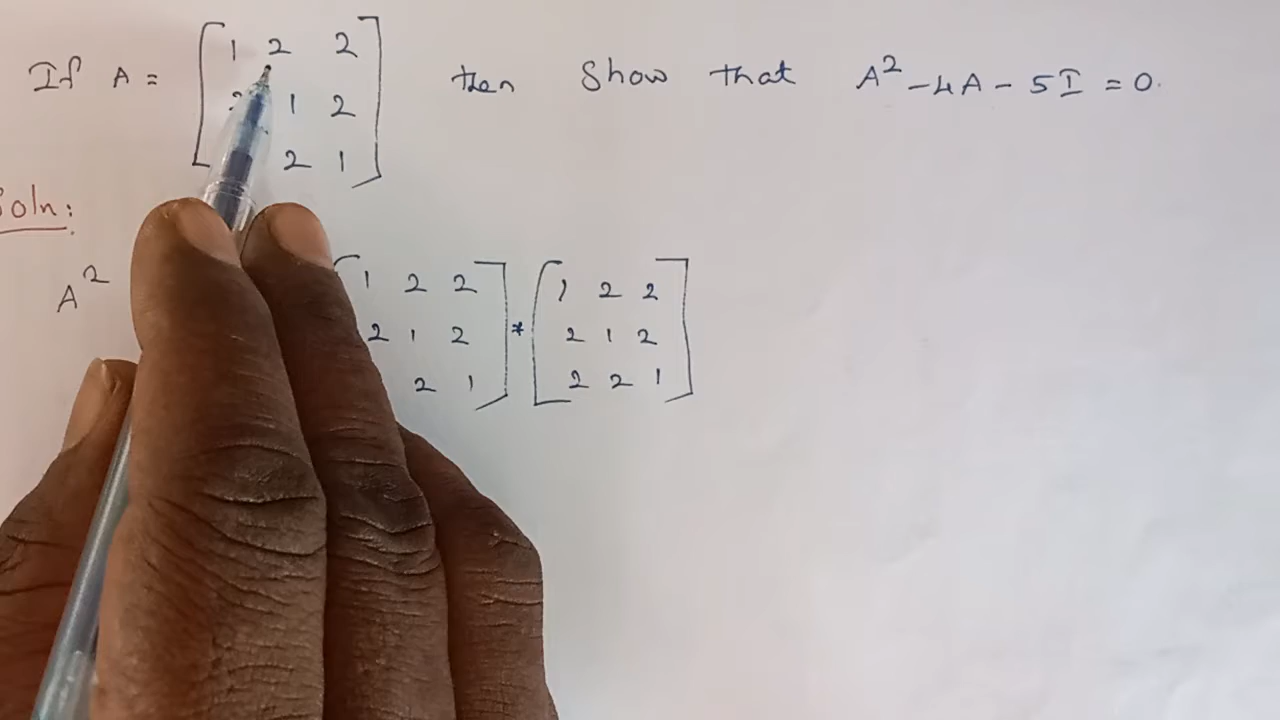 If A = [ 1 2 2 then Show that A² - 4A - 5I = 0.
1 2
2 1 ]
Soln:
A² [ 1 2 2 ] * [ 1 2 2
2 1 2 2 1 2
2 1 2 2 1 ]